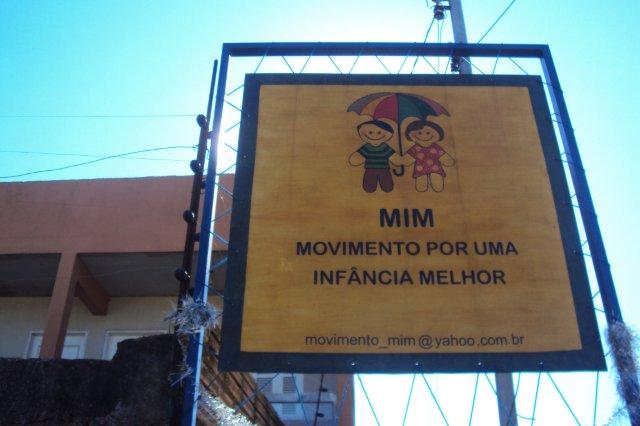 MIM
MOVIMENTO POR UMA
INFÂNCIA MELHOR
movimento_mim@yahoo.com.br